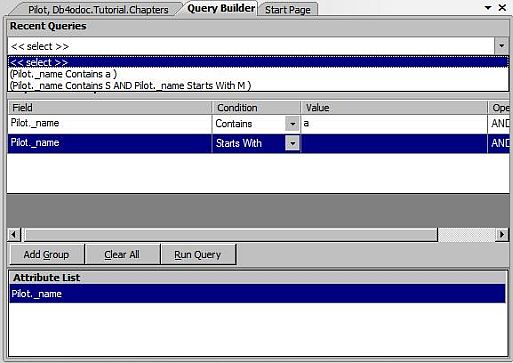 Pilot, Db4odoc.Tutorial.Chapters Query Builder Start Page
Recent Queries
<< select >>
<< select >>
(Pilot._name Contains a )
(Pilot._name Contains S AND Pilot._name Starts With M )
Field Condition Value Ope
Pilot._name Contains a AND
Pilot._name Starts With AND
Add Group Clear All Run Query
Attribute List
Pilot._name